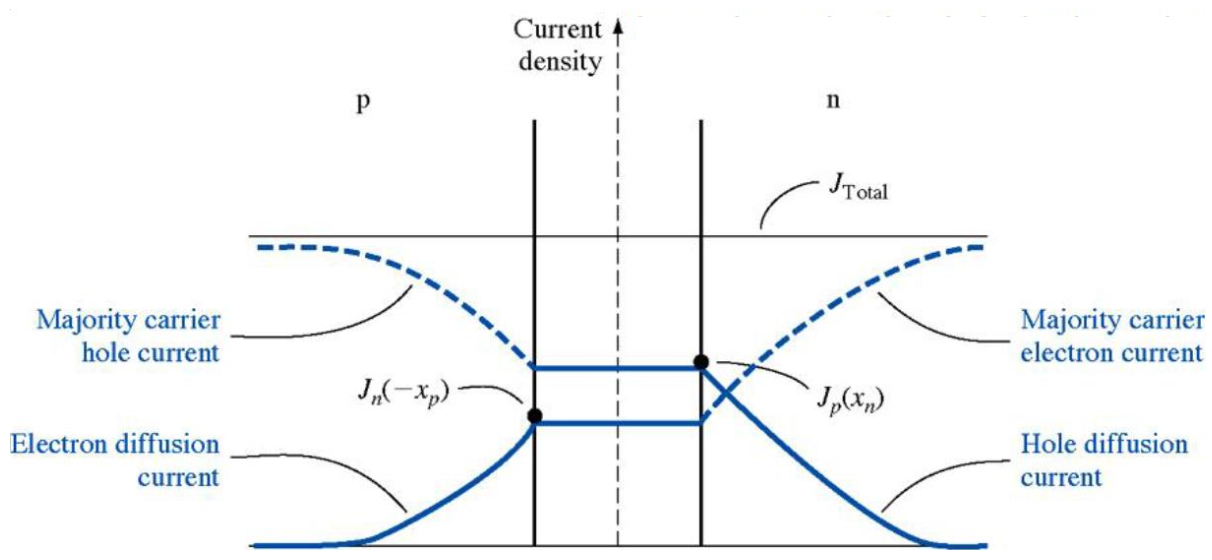 Current
density
p
n
J_Total
Majority carrier
hole current
Majority carrier
electron current
J_n(−x_p)
J_p(x_n)
Electron diffusion
current
Hole diffusion
current